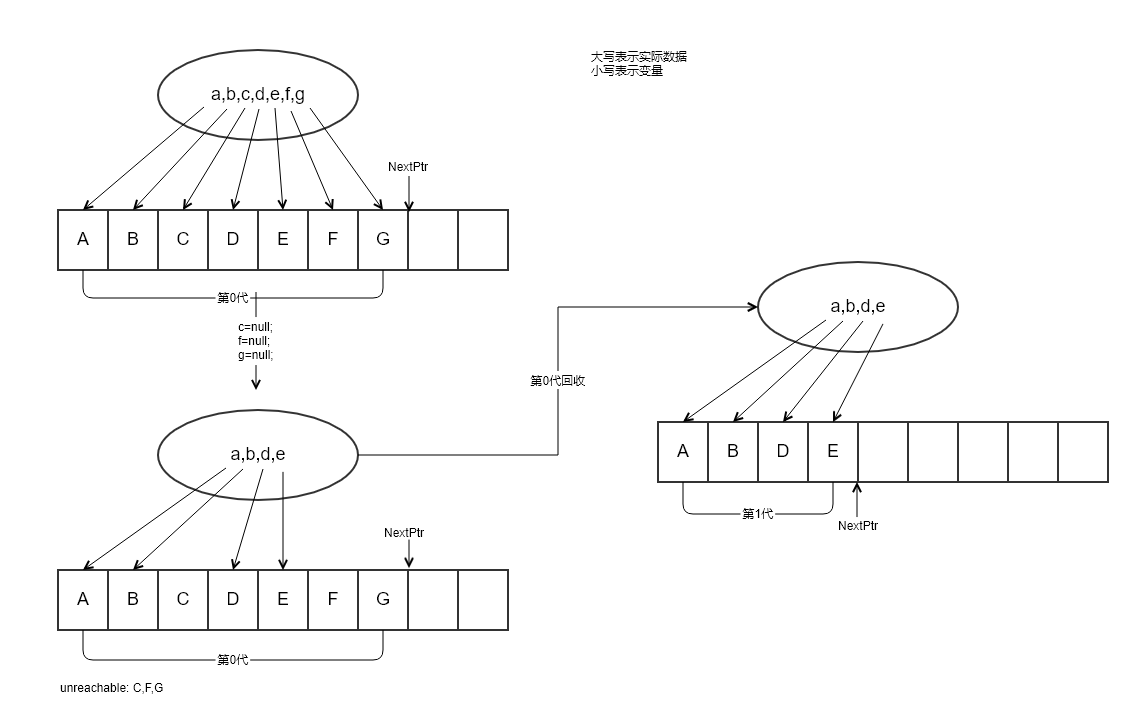 大写表示实际数据
小写表示变量
a,b,c,d,e,f,g
NextPtr
A B C D E F G
第0代
c=null;
f=null;
g=null;
a,b,d,e
NextPtr
A B C D E F G
第0代
unreachable: C,F,G
第0代回收
a,b,d,e
A B D E
第1代
NextPtr